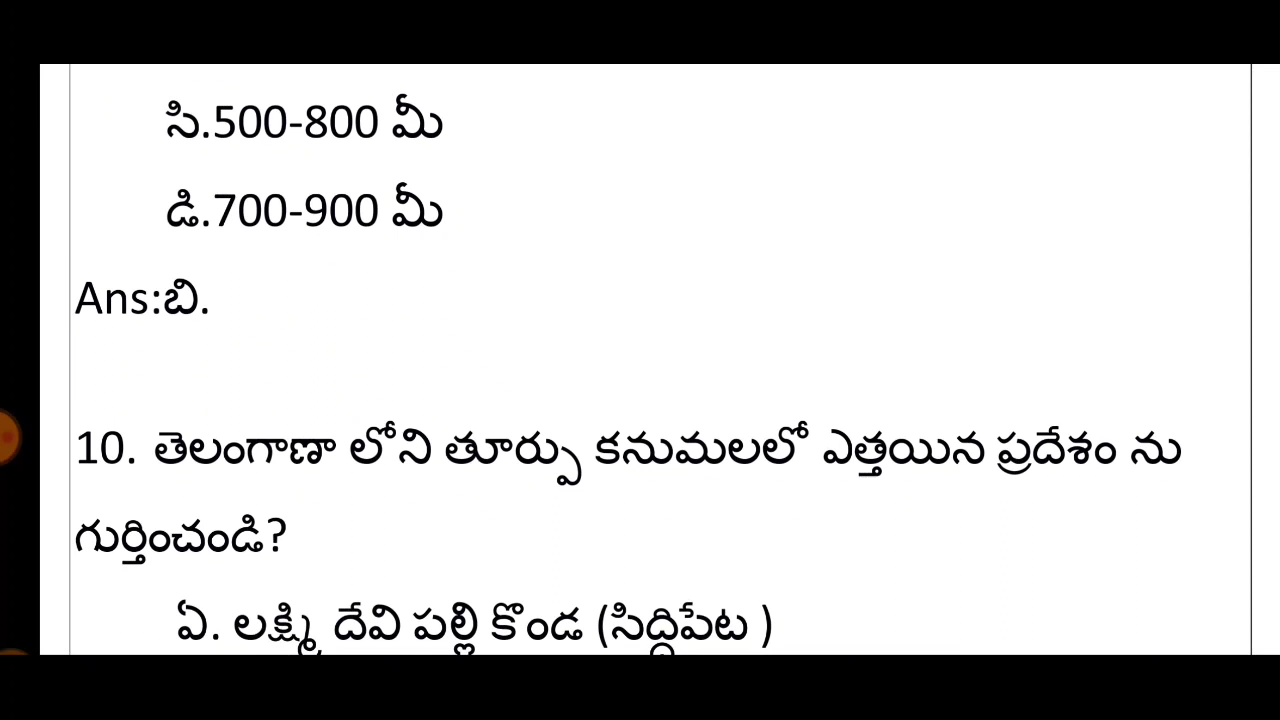 సి.500-800 మీ
డి.700-900 మీ
Ans:బి.
10. తెలంగాణా లోని తూర్పు కనుమలలో ఎత్తయిన ప్రదేశం ను
గుర్తించండి?
ఏ. లక్ష్మి దేవి పల్లి కొండ (సిద్దిపేట )